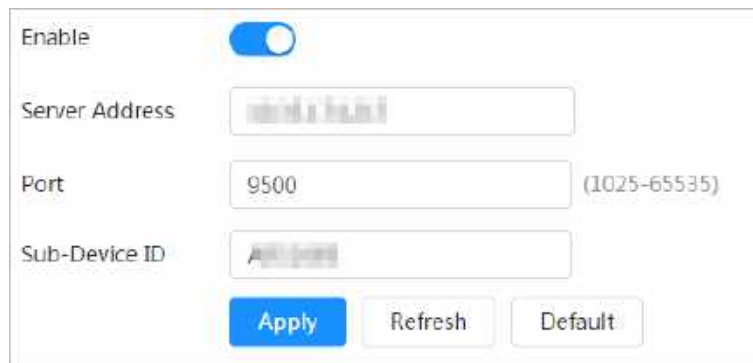 Enable
Server Address
Port 9500 (1025-65535)
Sub-Device ID
Apply Refresh Default